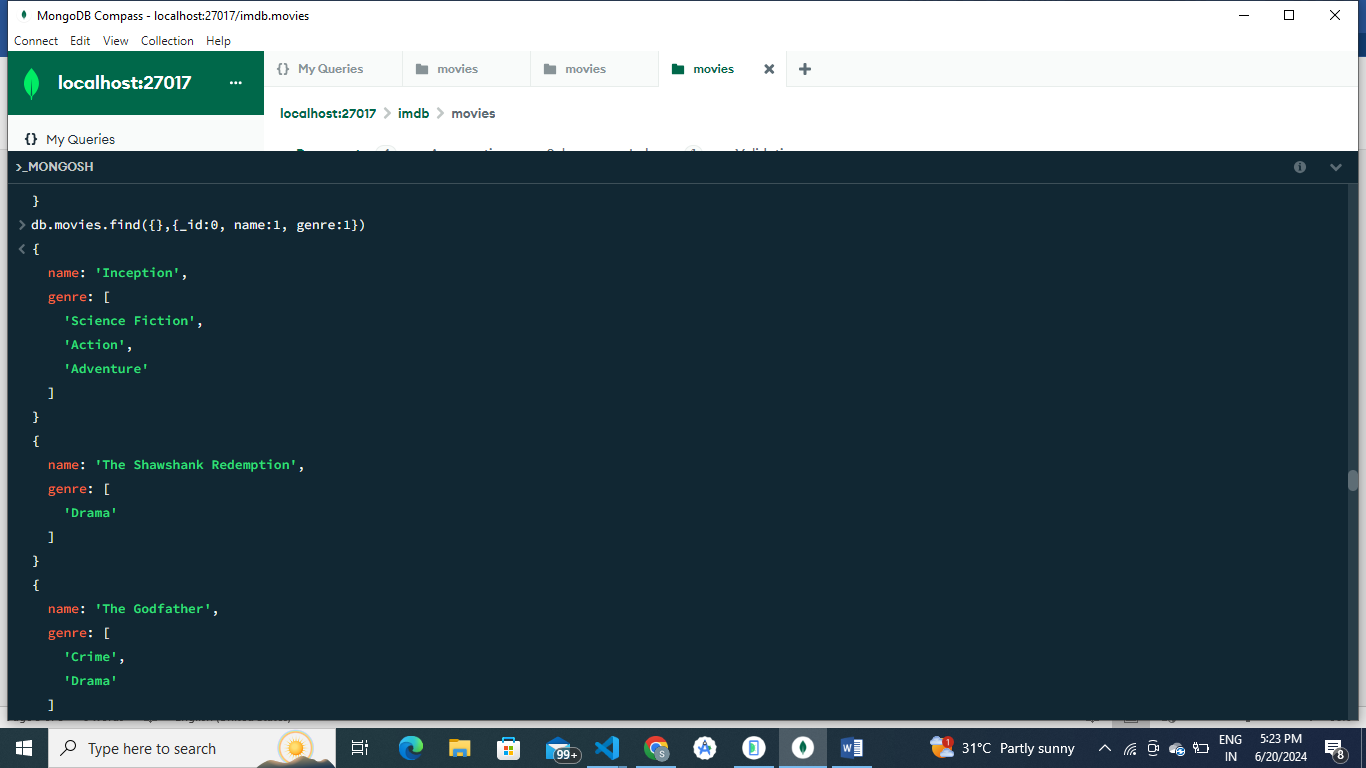 MongoDB Compass - localhost:27017/imdb.movies
Connect Edit View Collection Help
localhost:27017 ...
{} My Queries movies movies movies
localhost:27017 > imdb > movies
{} My Queries
>_MONGOSH
}
> db.movies.find({},{_id:0, name:1, genre:1})
< {
name: 'Inception',
genre: [
'Science Fiction',
'Action',
'Adventure'
]
}
{
name: 'The Shawshank Redemption',
genre: [
'Drama'
]
}
{
name: 'The Godfather',
genre: [
'Crime',
'Drama'
]
Type here to search
99+
S
1
31°C Partly sunny
ENG
IN
5:23 PM
6/20/2024
8